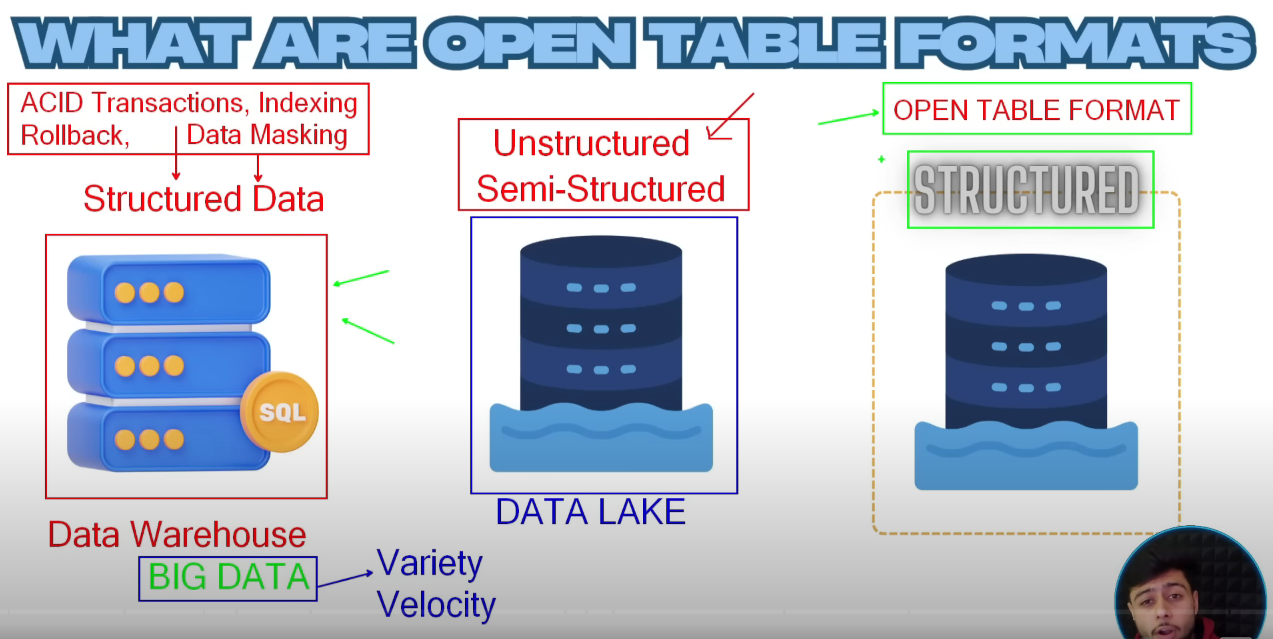 WHAT ARE OPEN TABLE FORMATS
ACID Transactions, Indexing
Rollback, Data Masking
Structured Data
SQL
Data Warehouse
BIG DATA
Variety
Velocity
Unstructured
Semi-Structured
DATA LAKE
OPEN TABLE FORMAT
STRUCTURED